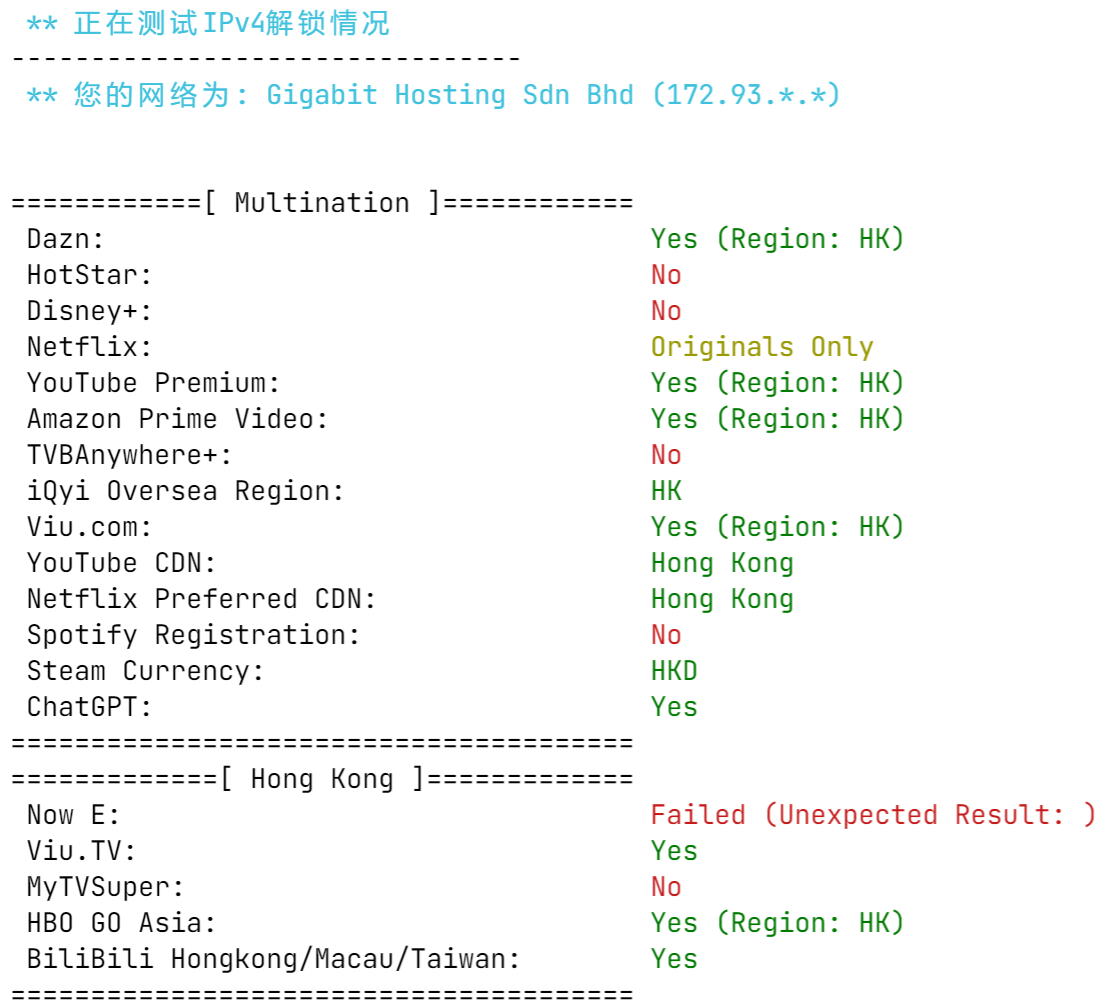 ** 正在测试IPv4解锁情况
--------------------------------
** 您的网络为: Gigabit Hosting Sdn Bhd (172.93.*.*)
============[ Multination ]============
Dazn: Yes (Region: HK)
HotStar: No
Disney+: No
Netflix: Originals Only
YouTube Premium: Yes (Region: HK)
Amazon Prime Video: Yes (Region: HK)
TVBAnywhere+: No
iQyi Oversea Region: HK
Viu.com: Yes (Region: HK)
YouTube CDN: Hong Kong
Netflix Preferred CDN: Hong Kong
Spotify Registration: No
Steam Currency: HKD
ChatGPT: Yes
=======================================
=============[ Hong Kong ]=============
Now E: Failed (Unexpected Result: )
Viu.TV: Yes
MyTVSuper: No
HBO GO Asia: Yes (Region: HK)
BiliBili Hongkong/Macau/Taiwan: Yes
=======================================